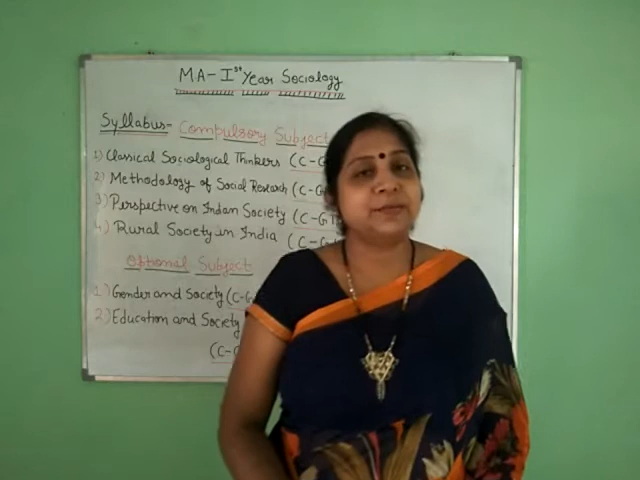 MA- Ist Year Sociology
Syllabus- Compulsory Subject
1) Classical Sociological Thinkers (C-G
2) Methodology of Social Research (C-G
3) Perspective on Indan Society (C-G
4) Rural Society in India (C-G
Optional Subject
1) Gender and Society (C-G
2) Education and Society
(C-G